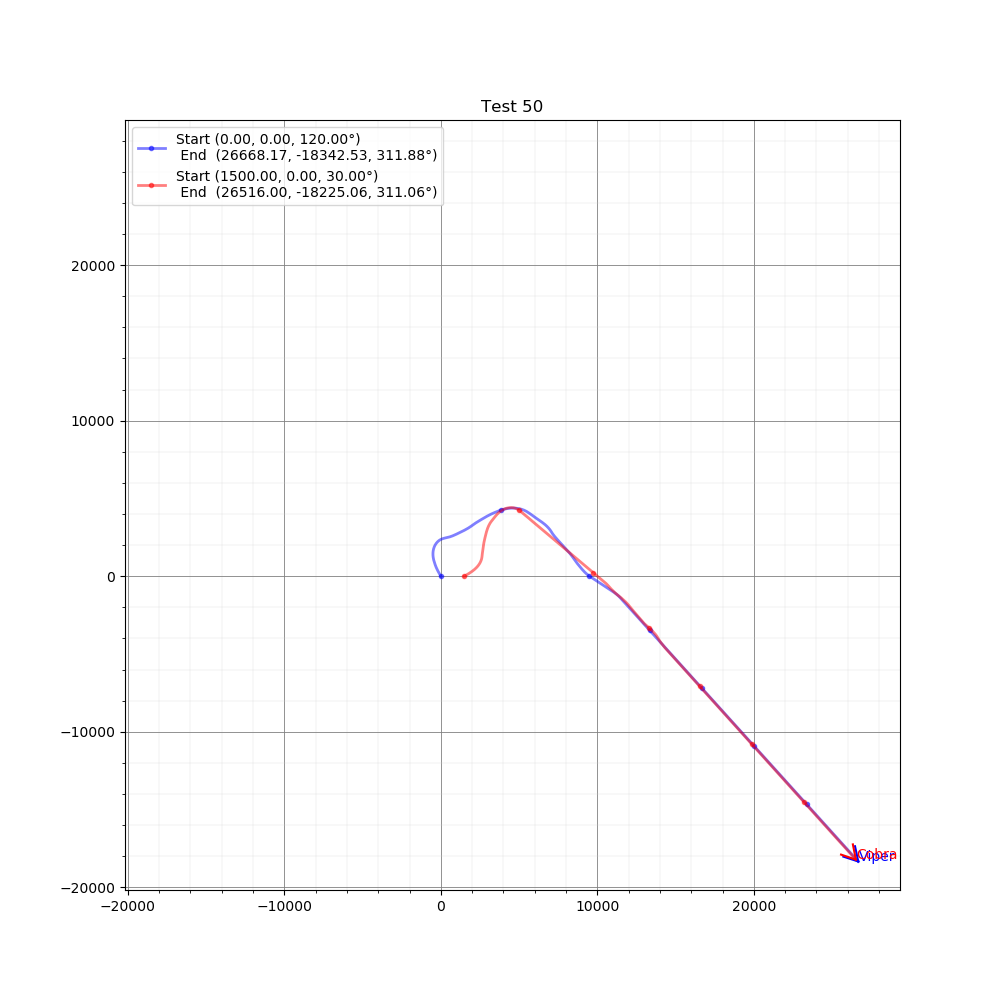 Test 50
Start (0.00, 0.00, 120.00°)
End (26668.17, -18342.53, 311.88°)
Start (1500.00, 0.00, 30.00°)
End (26516.00, -18225.06, 311.06°)
20000
10000
0
−10000
−20000
Cobra
Viper
−20000 −10000 0 10000 20000